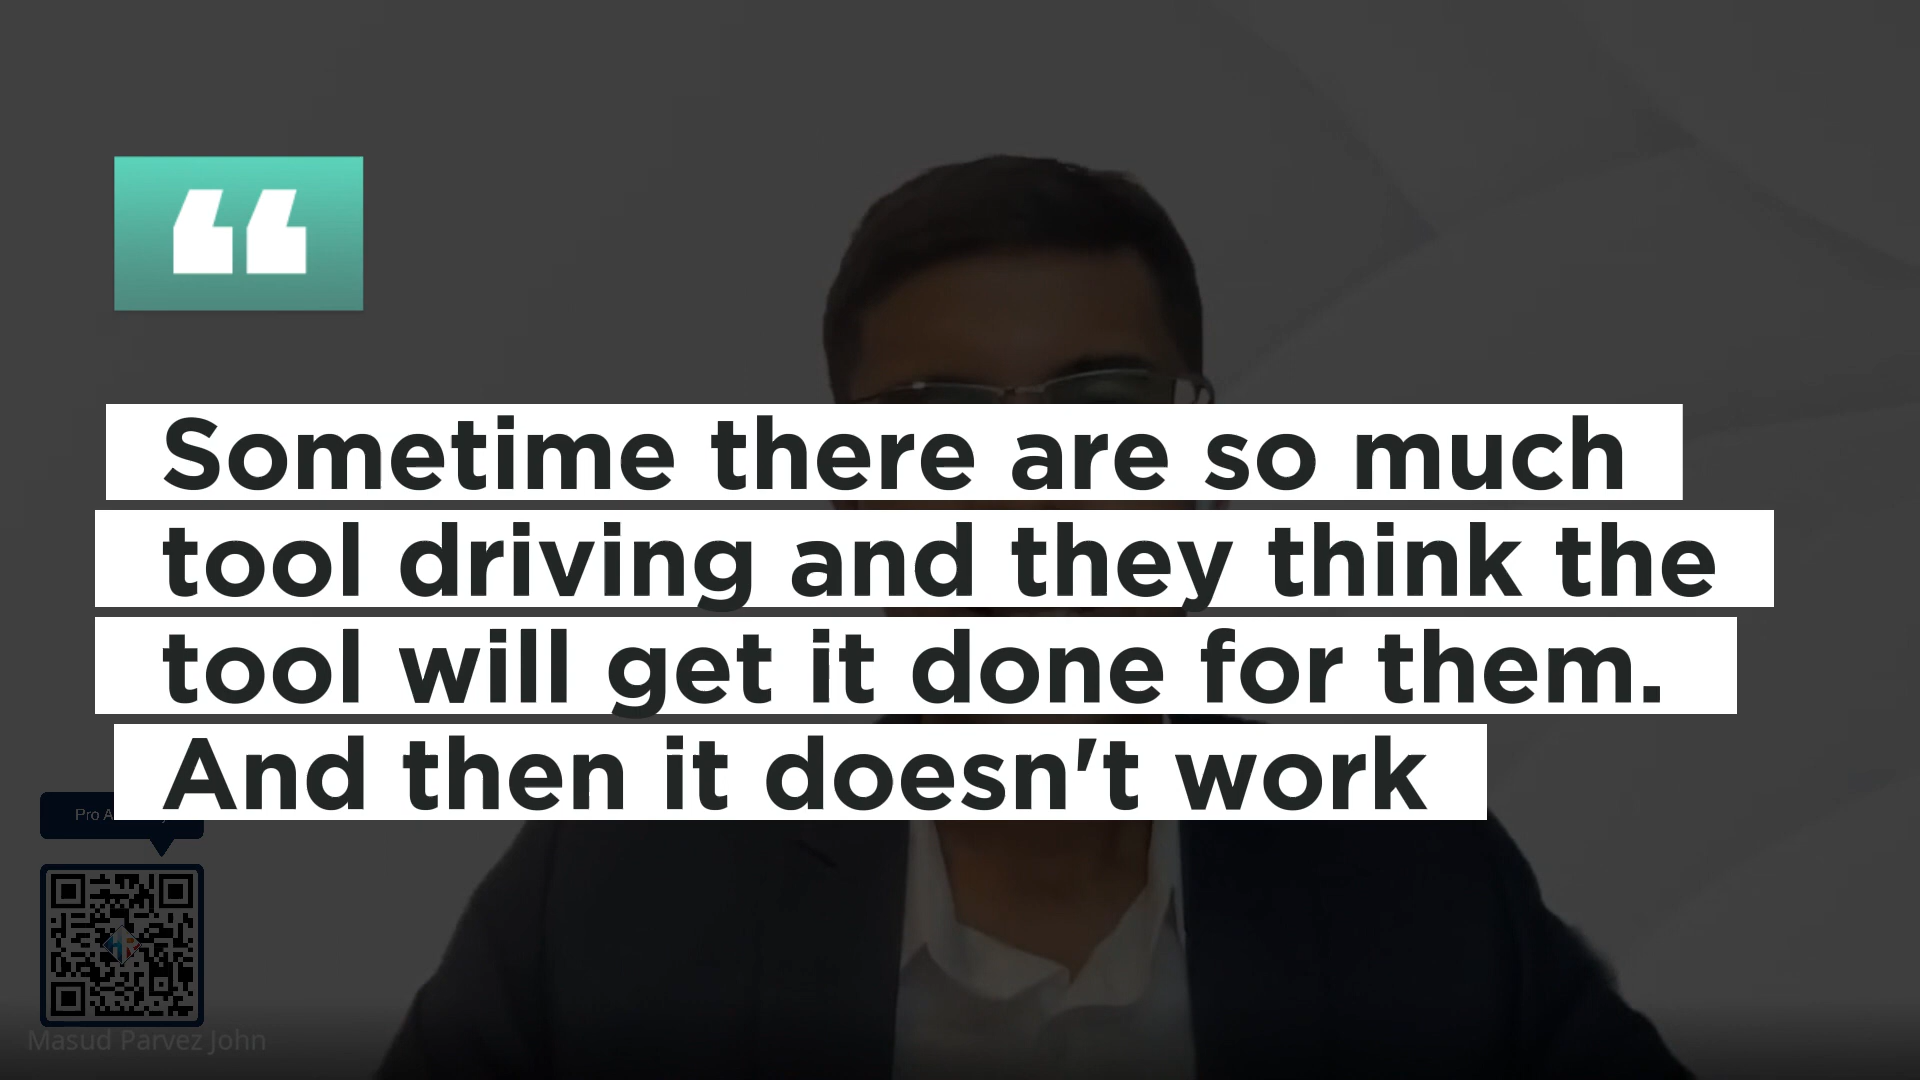 Sometime there are so much
tool driving and they think the
tool will get it done for them.
And then it doesn't work
Pro
Masud Parvez John